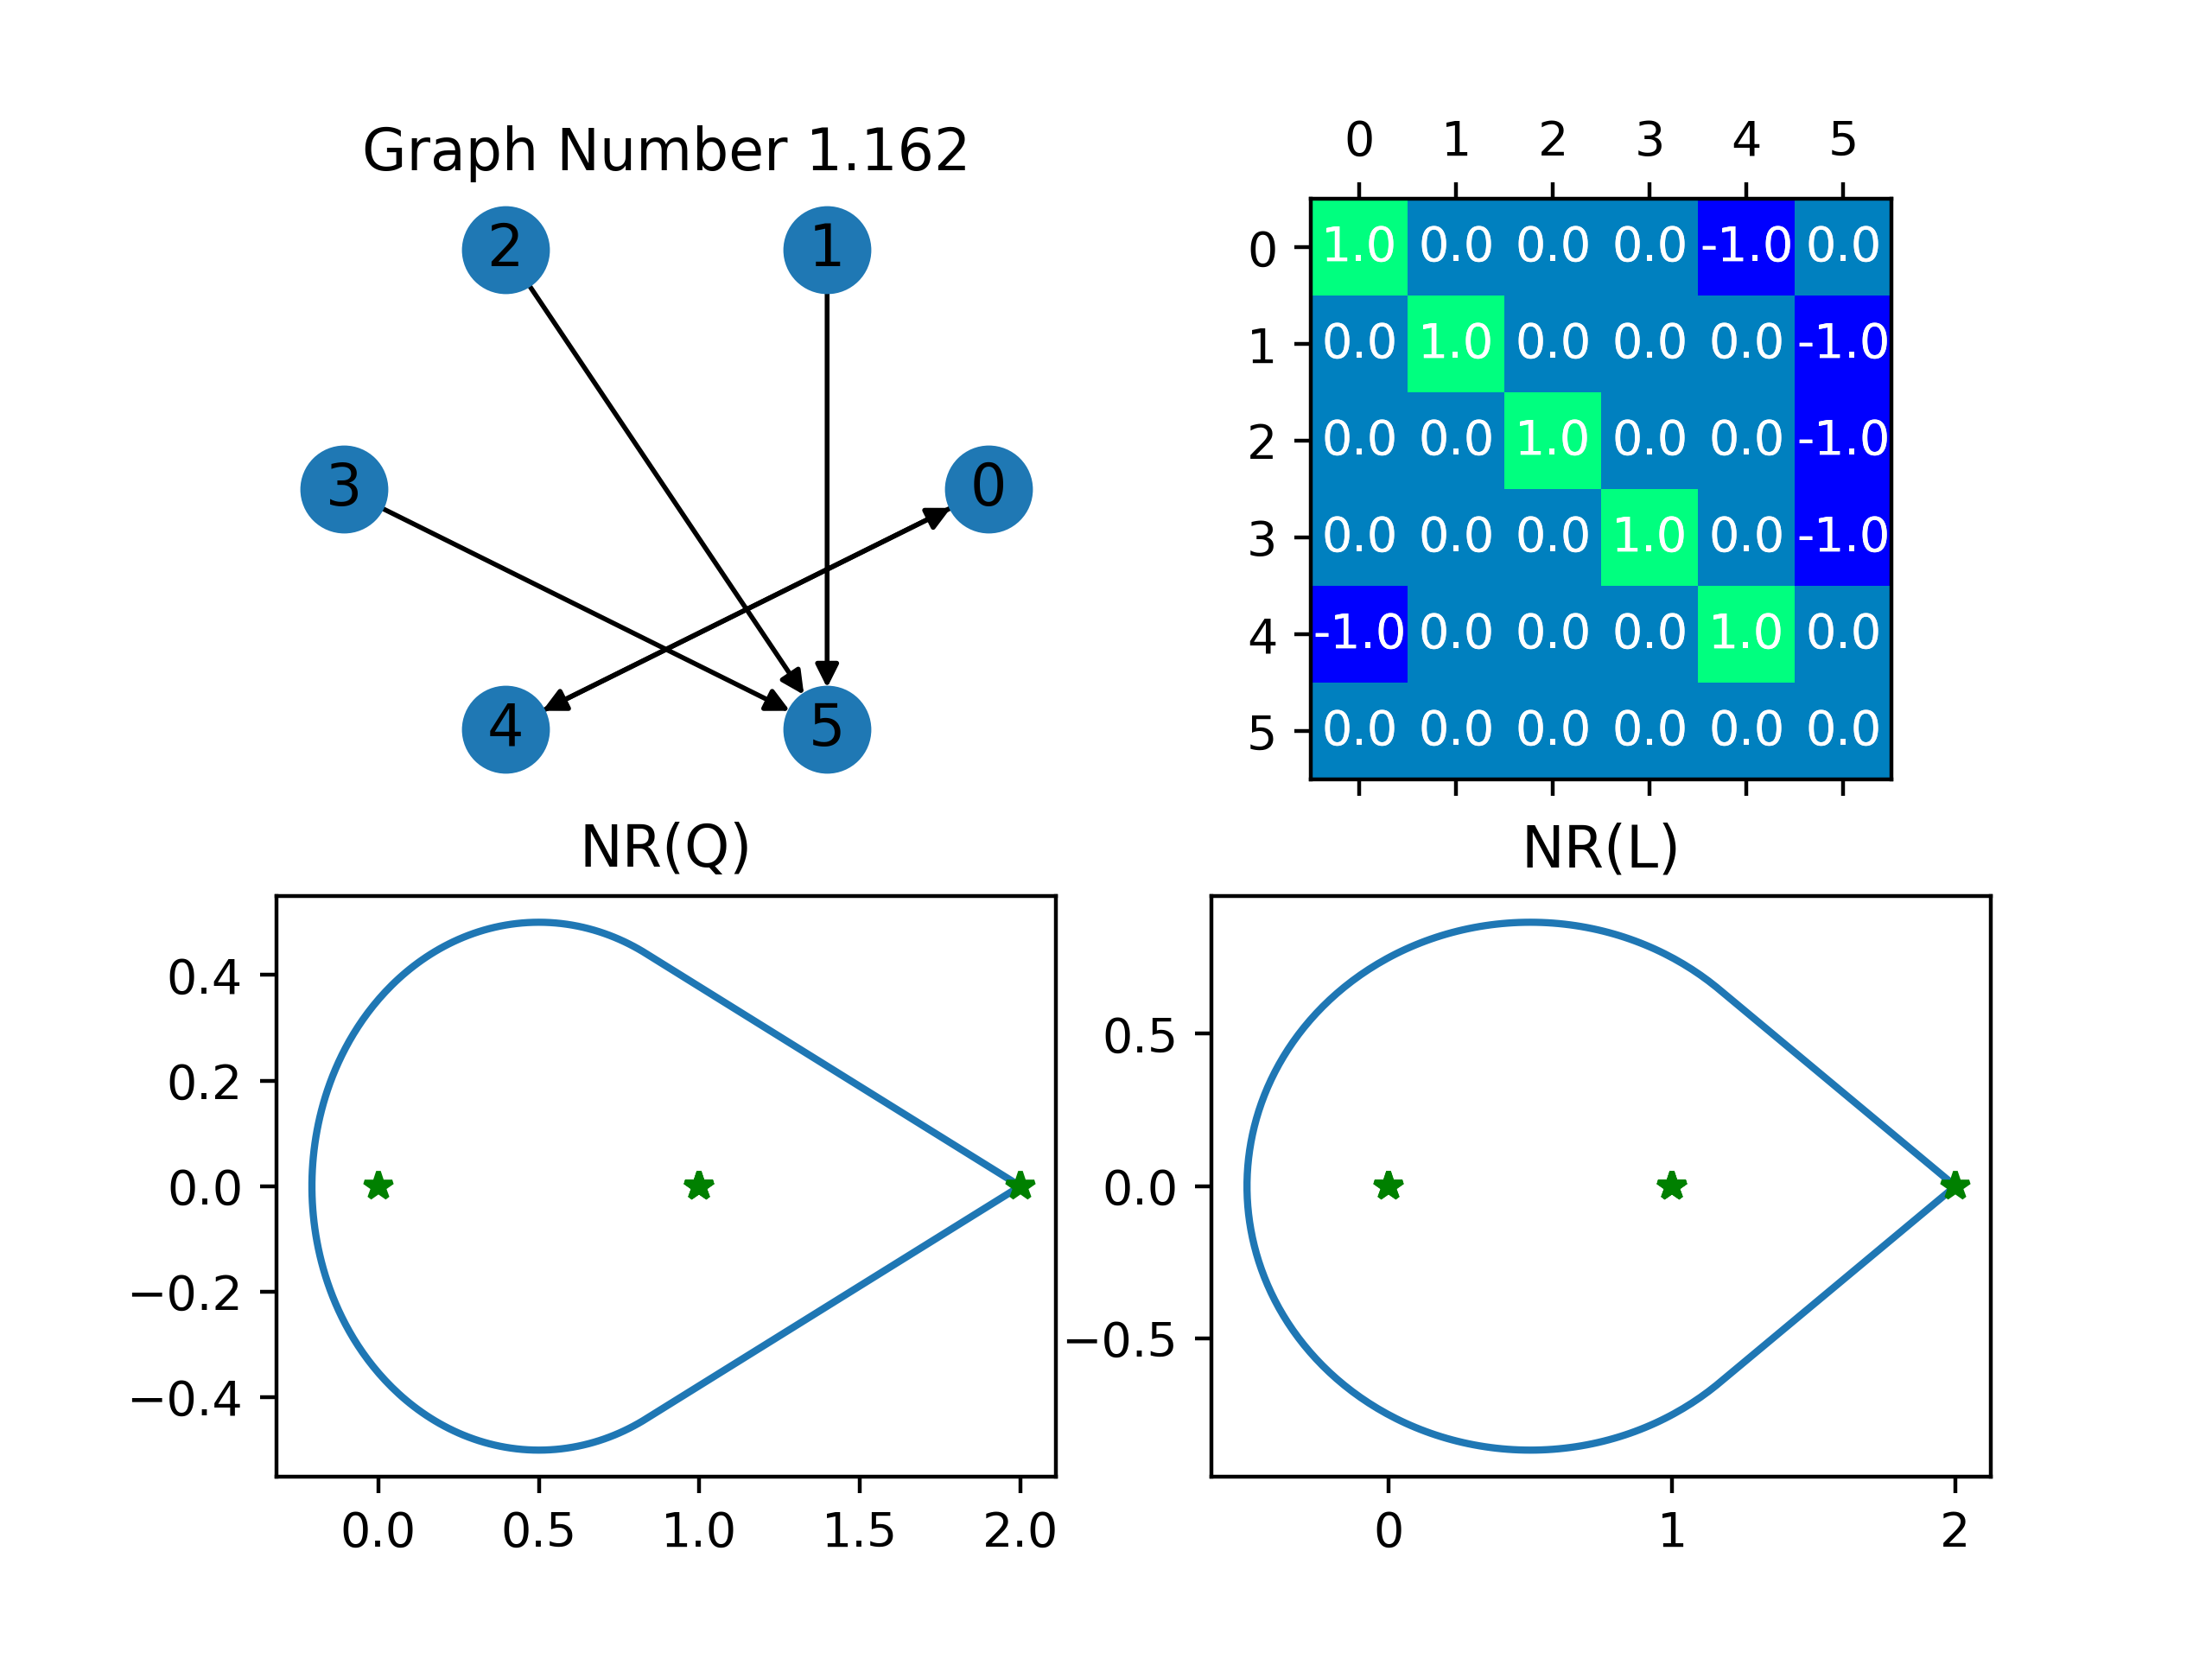 Graph Number 1.162
2 1
3 0
4 5
0 1 2 3 4 5
0 1.0 0.0 0.0 0.0 -1.0 0.0
1 0.0 1.0 0.0 0.0 0.0 -1.0
2 0.0 0.0 1.0 0.0 0.0 -1.0
3 0.0 0.0 0.0 1.0 0.0 -1.0
4 -1.0 0.0 0.0 0.0 1.0 0.0
5 0.0 0.0 0.0 0.0 0.0 0.0
NR(Q)
0.4
0.2
0.0
−0.2
−0.4
0.0 0.5 1.0 1.5 2.0
NR(L)
0.5
0.0
−0.5
0 1 2